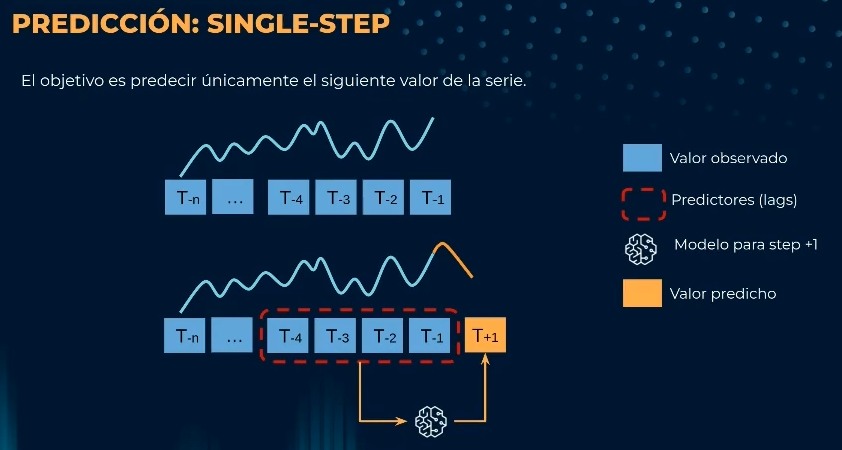 PREDICCIÓN: SINGLE-STEP
El objetivo es predecir únicamente el siguiente valor de la serie.
T-n ... T-4 T-3 T-2 T-1
T-n ... T-4 T-3 T-2 T-1 T+1
Valor observado
Predictores (lags)
Modelo para step +1
Valor predicho